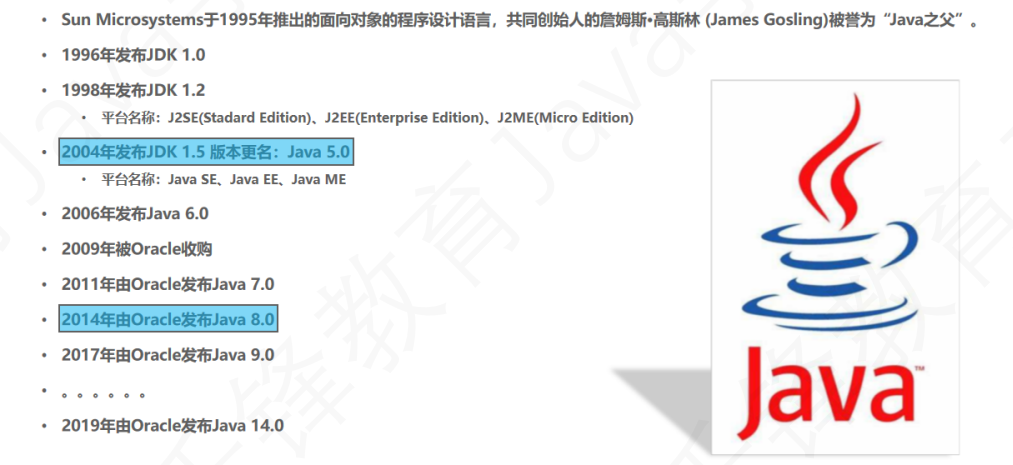 Sun Microsystems于1995年推出的面向对象的程序设计语言，共同创始人的詹姆斯•高斯林 (James Gosling)被誉为“Java之父”。
1996年发布JDK 1.0
1998年发布JDK 1.2
平台名称：J2SE(Stadard Edition)、J2EE(Enterprise Edition)、J2ME(Micro Edition)
2004年发布JDK 1.5 版本更名：Java 5.0
平台名称：Java SE、Java EE、Java ME
2006年发布Java 6.0
2009年被Oracle收购
2011年由Oracle发布Java 7.0
2014年由Oracle发布Java 8.0
2017年由Oracle发布Java 9.0
。。。。。。
2019年由Oracle发布Java 14.0
Java™